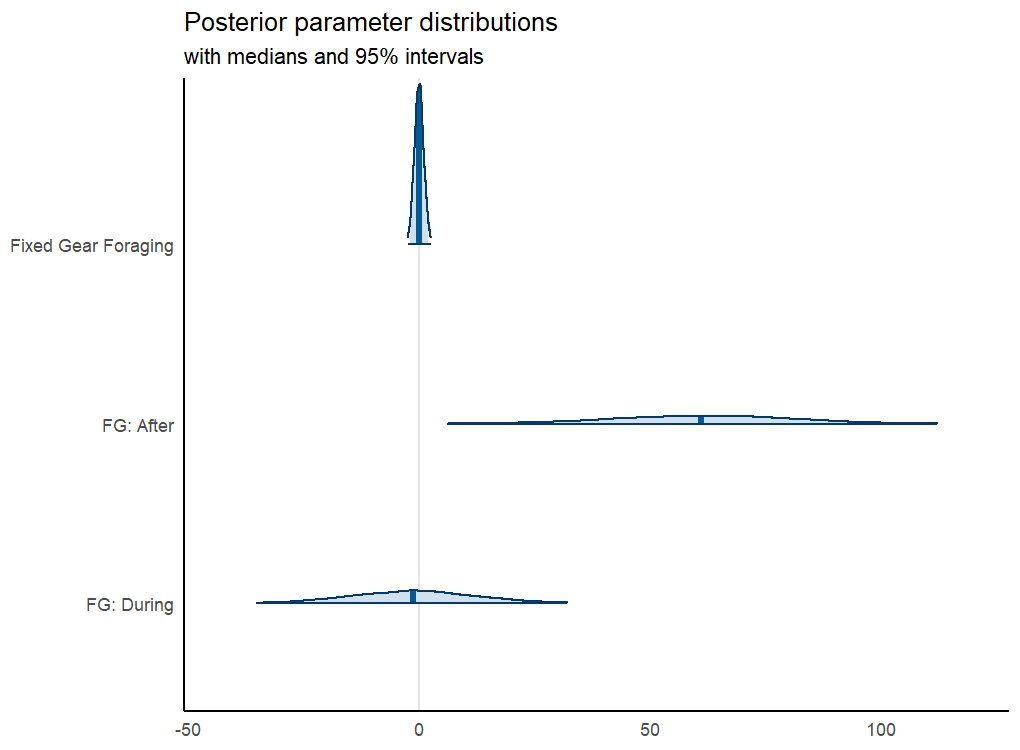 Posterior parameter distributions
with medians and 95% intervals
Fixed Gear Foraging
FG: After
FG: During
-50 0 50 100